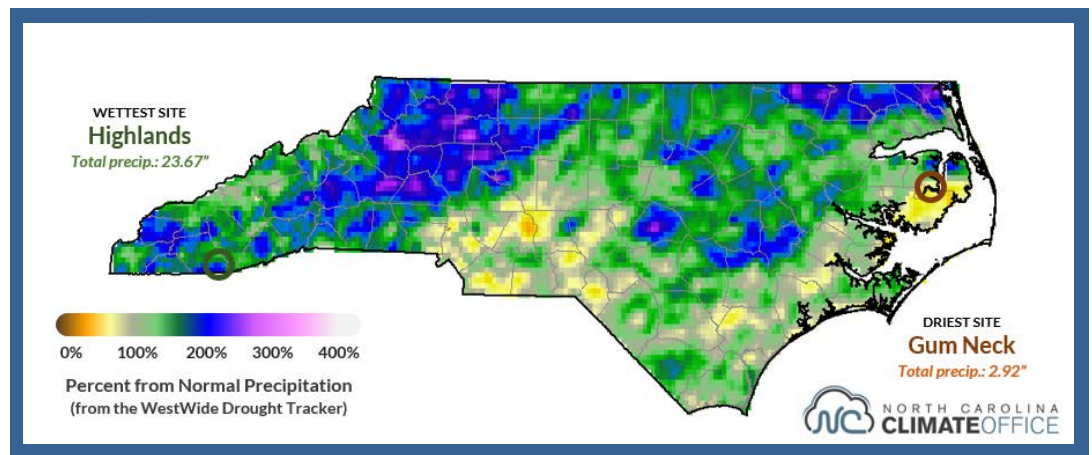 WETTEST SITE
Highlands
Total precip.: 23.67"
0% 100% 200% 300% 400%
Percent from Normal Precipitation
(from the WestWide Drought Tracker)
DRIEST SITE
Gum Neck
Total precip.: 2.92"
NC
NORTH CAROLINA
CLIMATEOFFICE